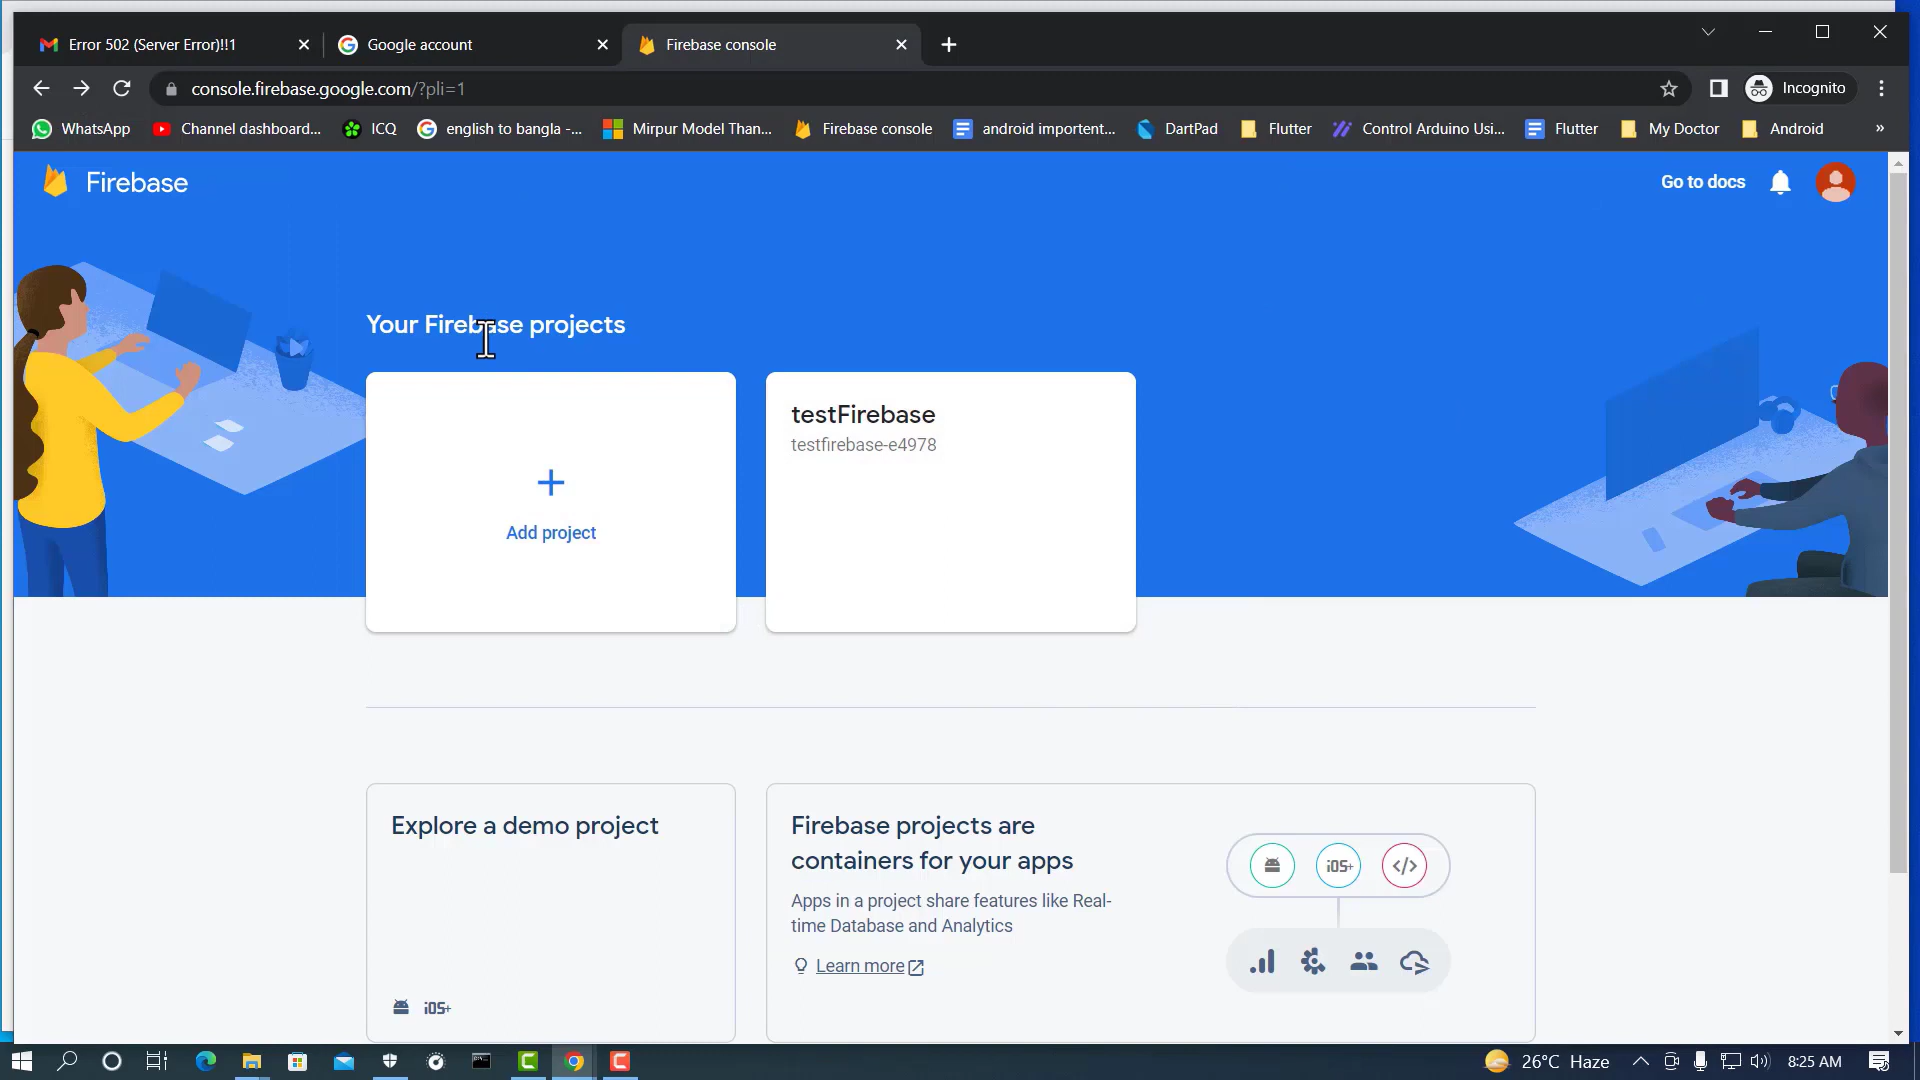 Error 502 (Server Error)!!1
Google account
Firebase console
console.firebase.google.com/?pli=1
Incognito
WhatsApp
Channel dashboard...
ICQ
english to bangla -...
Mirpur Model Than...
Firebase console
android importent...
DartPad
Flutter
Control Arduino Usi...
Flutter
My Doctor
Android
»
Firebase
Go to docs
Your Firebase projects
Add project
testFirebase
testfirebase-e4978
Explore a demo project
iOS+
Firebase projects are
containers for your apps
Apps in a project share features like Real-
time Database and Analytics
Learn more
iOS+
26°C Haze
8:25 AM